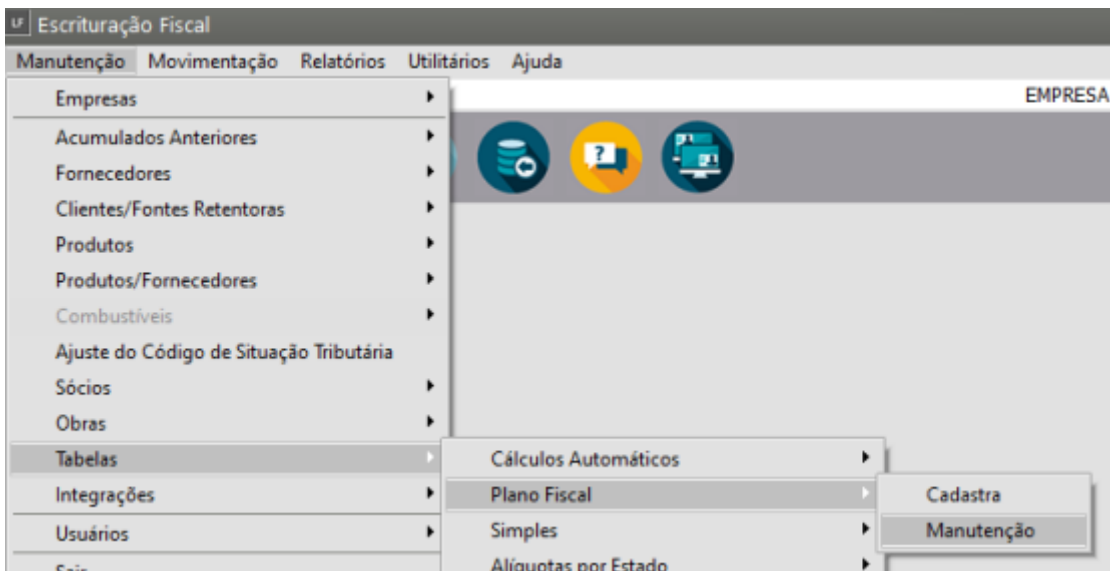 LF Escrituração Fiscal
Manutenção Movimentação Relatórios Utilitários Ajuda
Empresas
EMPRESA
Acumulados Anteriores
Fornecedores
?
Clientes/Fontes Retentoras
Produtos
Produtos/Fornecedores
Combustíveis
Ajuste do Código de Situação Tributária
Sócios
Obras
Tabelas
Cálculos Automáticos
Integrações
Plano Fiscal
Cadastra
Usuários
Simples
Manutenção
Sair
Alíquotas por Estado